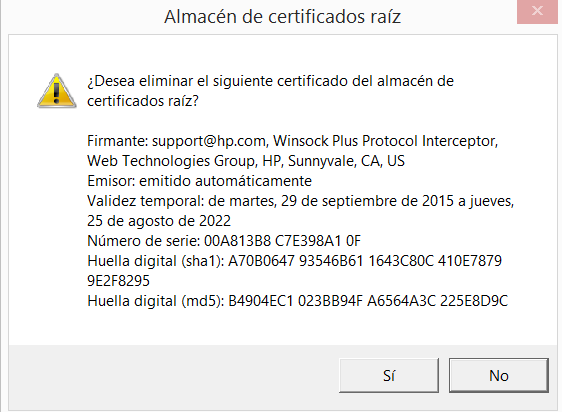 Almacén de certificados raíz
¿Desea eliminar el siguiente certificado del almacén de
certificados raíz?
Firmante: support@hp.com, Winsock Plus Protocol Interceptor,
Web Technologies Group, HP, Sunnyvale, CA, US
Emisor: emitido automáticamente
Validez temporal: de martes, 29 de septiembre de 2015 a jueves,
25 de agosto de 2022
Número de serie: 00A813B8 C7E398A1 0F
Huella digital (sha1): A70B0647 93546B61 1643C80C 410E7879
9E2F8295
Huella digital (md5): B4904EC1 023BB94F A6564A3C 225E8D9C
Sí
No